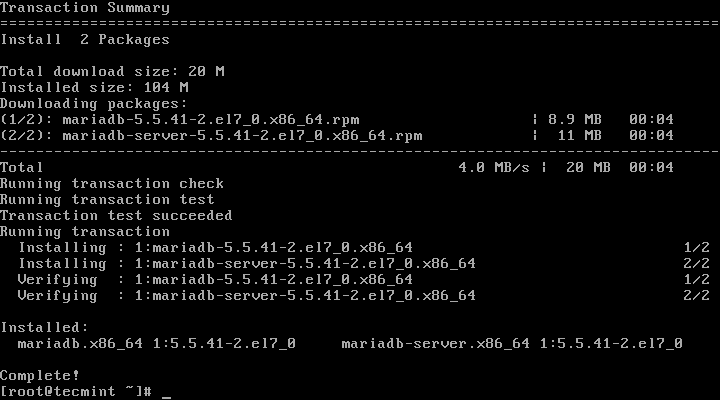 Transaction Summary
================================================================================
Install  2 Packages

Total download size: 20 M
Installed size: 104 M
Downloading packages:
(1/2): mariadb-5.5.41-2.el7_0.x86_64.rpm                   | 8.9 MB   00:04
(2/2): mariadb-server-5.5.41-2.el7_0.x86_64.rpm            |  11 MB   00:04
--------------------------------------------------------------------------------
Total                                              4.0 MB/s |  20 MB  00:04
Running transaction check
Running transaction test
Transaction test succeeded
Running transaction
  Installing : 1:mariadb-5.5.41-2.el7_0.x86_64                              1/2
  Installing : 1:mariadb-server-5.5.41-2.el7_0.x86_64                       2/2
  Verifying  : 1:mariadb-5.5.41-2.el7_0.x86_64                              1/2
  Verifying  : 1:mariadb-server-5.5.41-2.el7_0.x86_64                       2/2

Installed:
  mariadb.x86_64 1:5.5.41-2.el7_0     mariadb-server.x86_64 1:5.5.41-2.el7_0

Complete!
[root@tecmint ~]# _